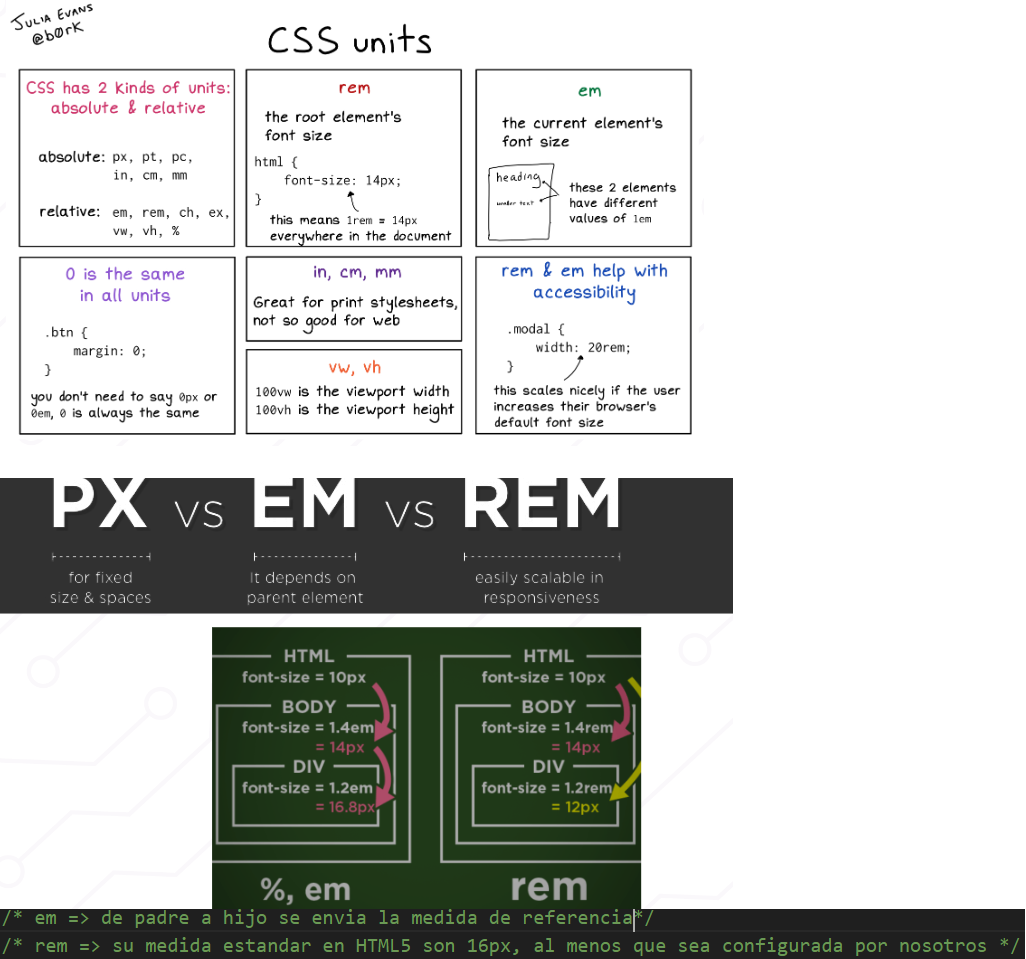 JULIA EVANS
@b0rk
CSS units
CSS has 2 kinds of units:
absolute & relative
absolute: px, pt, pc,
in, cm, mm
relative: em, rem, ch, ex,
vw, vh, %
rem
the root element's
font size
html {
font-size: 14px;
}
this means 1rem = 14px
everywhere in the document
em
the current element's
font size
heading
smaller text
these 2 elements
have different
values of 1em
0 is the same
in all units
.btn {
margin: 0;
}
you don't need to say 0px or
0em, 0 is always the same
in, cm, mm
Great for print stylesheets,
not so good for web
vw, vh
100vw is the viewport width
100vh is the viewport height
rem & em help with
accessibility
.modal {
width: 20rem;
}
this scales nicely if the user
increases their browser's
default font size
PX VS EM VS REM
for fixed
size & spaces
It depends on
parent element
easily scalable in
responsiveness
HTML
font-size = 10px
BODY
font-size = 1.4em
= 14px
DIV
font-size = 1.2em
= 16.8px
%, em
HTML
font-size = 10px
BODY
font-size = 1.4rem
= 14px
DIV
font-size = 1.2rem
= 12px
rem
/* em => de padre a hijo se envia la medida de referencia*/
/* rem => su medida estandar en HTML5 son 16px, al menos que sea configurada por nosotros */